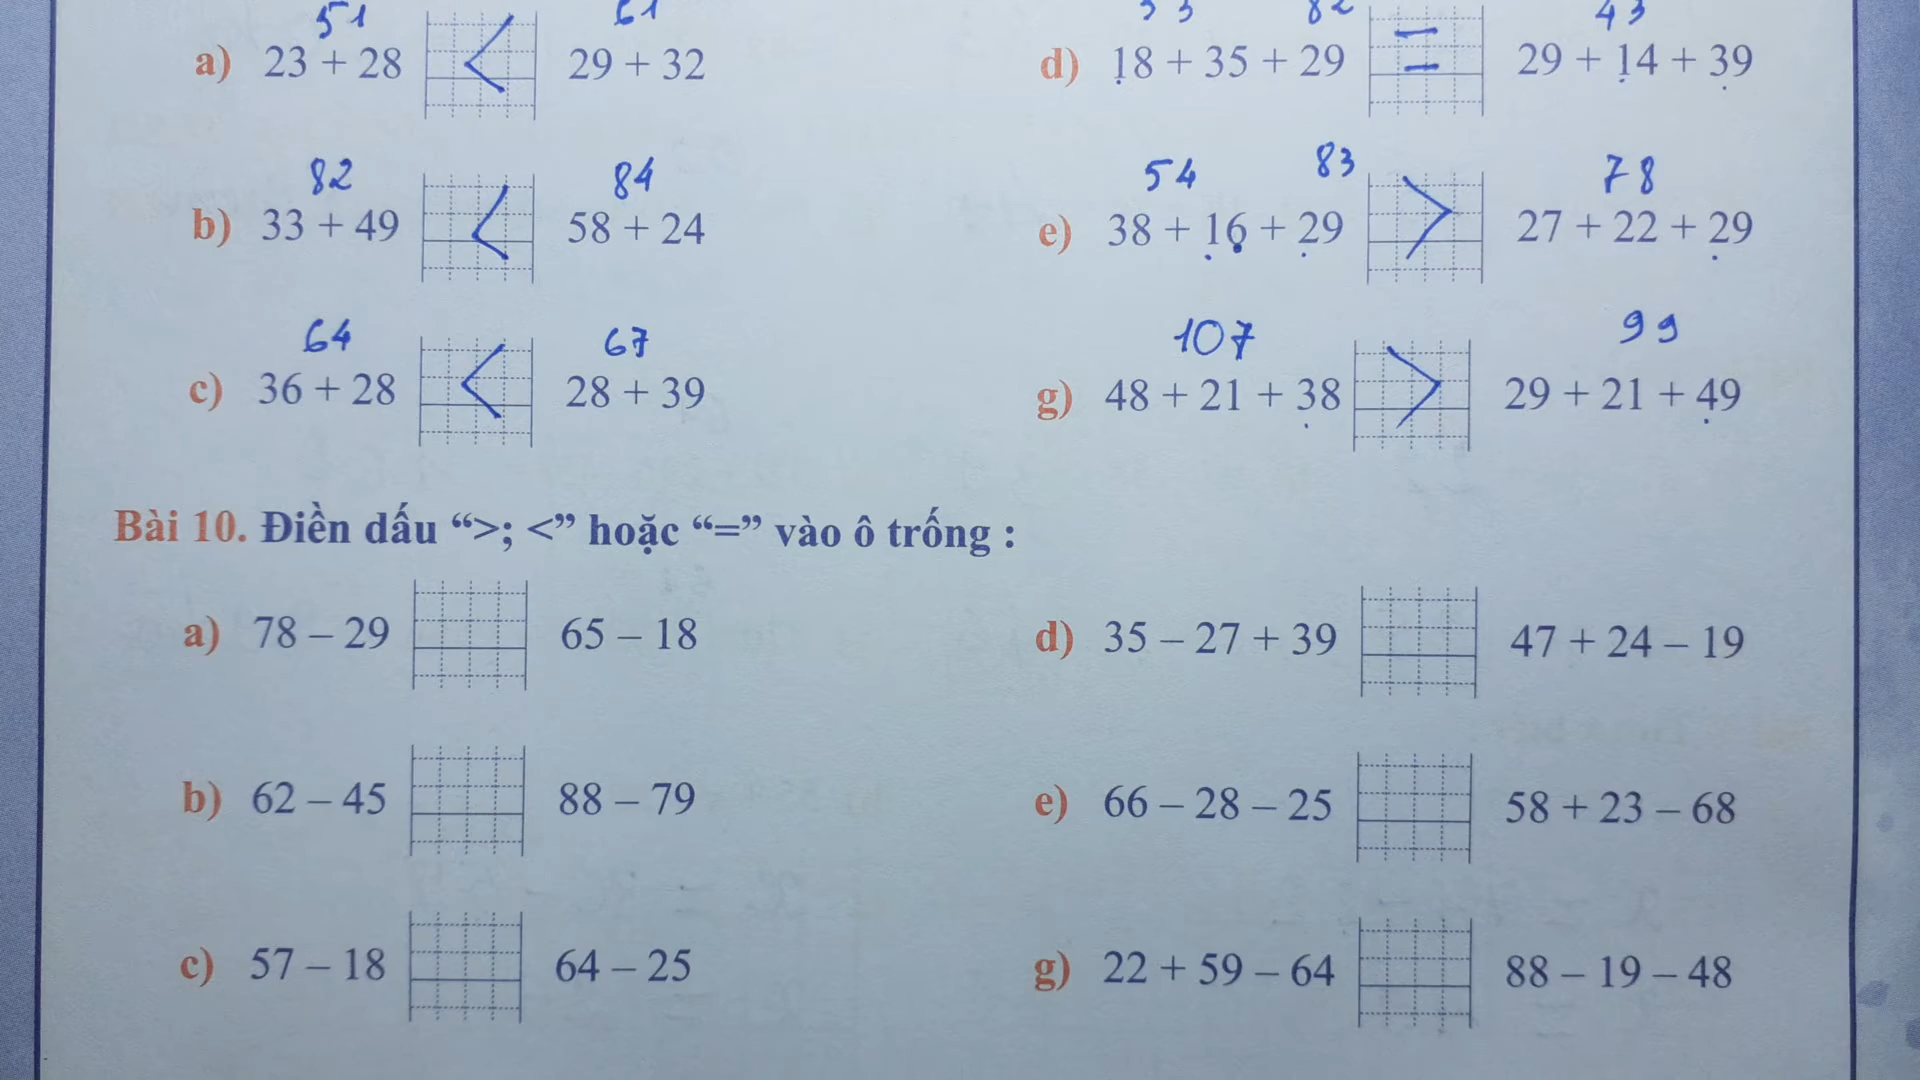 51 61
a) 23 + 28 < 29 + 32
82 84
b) 33 + 49 < 58 + 24
64 67
c) 36 + 28 < 28 + 39
53 82 43
d) 18 + 35 + 29 = 29 + 14 + 39
54 83 78
e) 38 + 16 + 29 > 27 + 22 + 29
107 99
g) 48 + 21 + 38 > 29 + 21 + 49
Bài 10. Điền dấu “>; <” hoặc “=” vào ô trống :
a) 78 – 29 65 – 18
b) 62 – 45 88 – 79
c) 57 – 18 64 – 25
d) 35 – 27 + 39 47 + 24 – 19
e) 66 – 28 – 25 58 + 23 – 68
g) 22 + 59 – 64 88 – 19 – 48